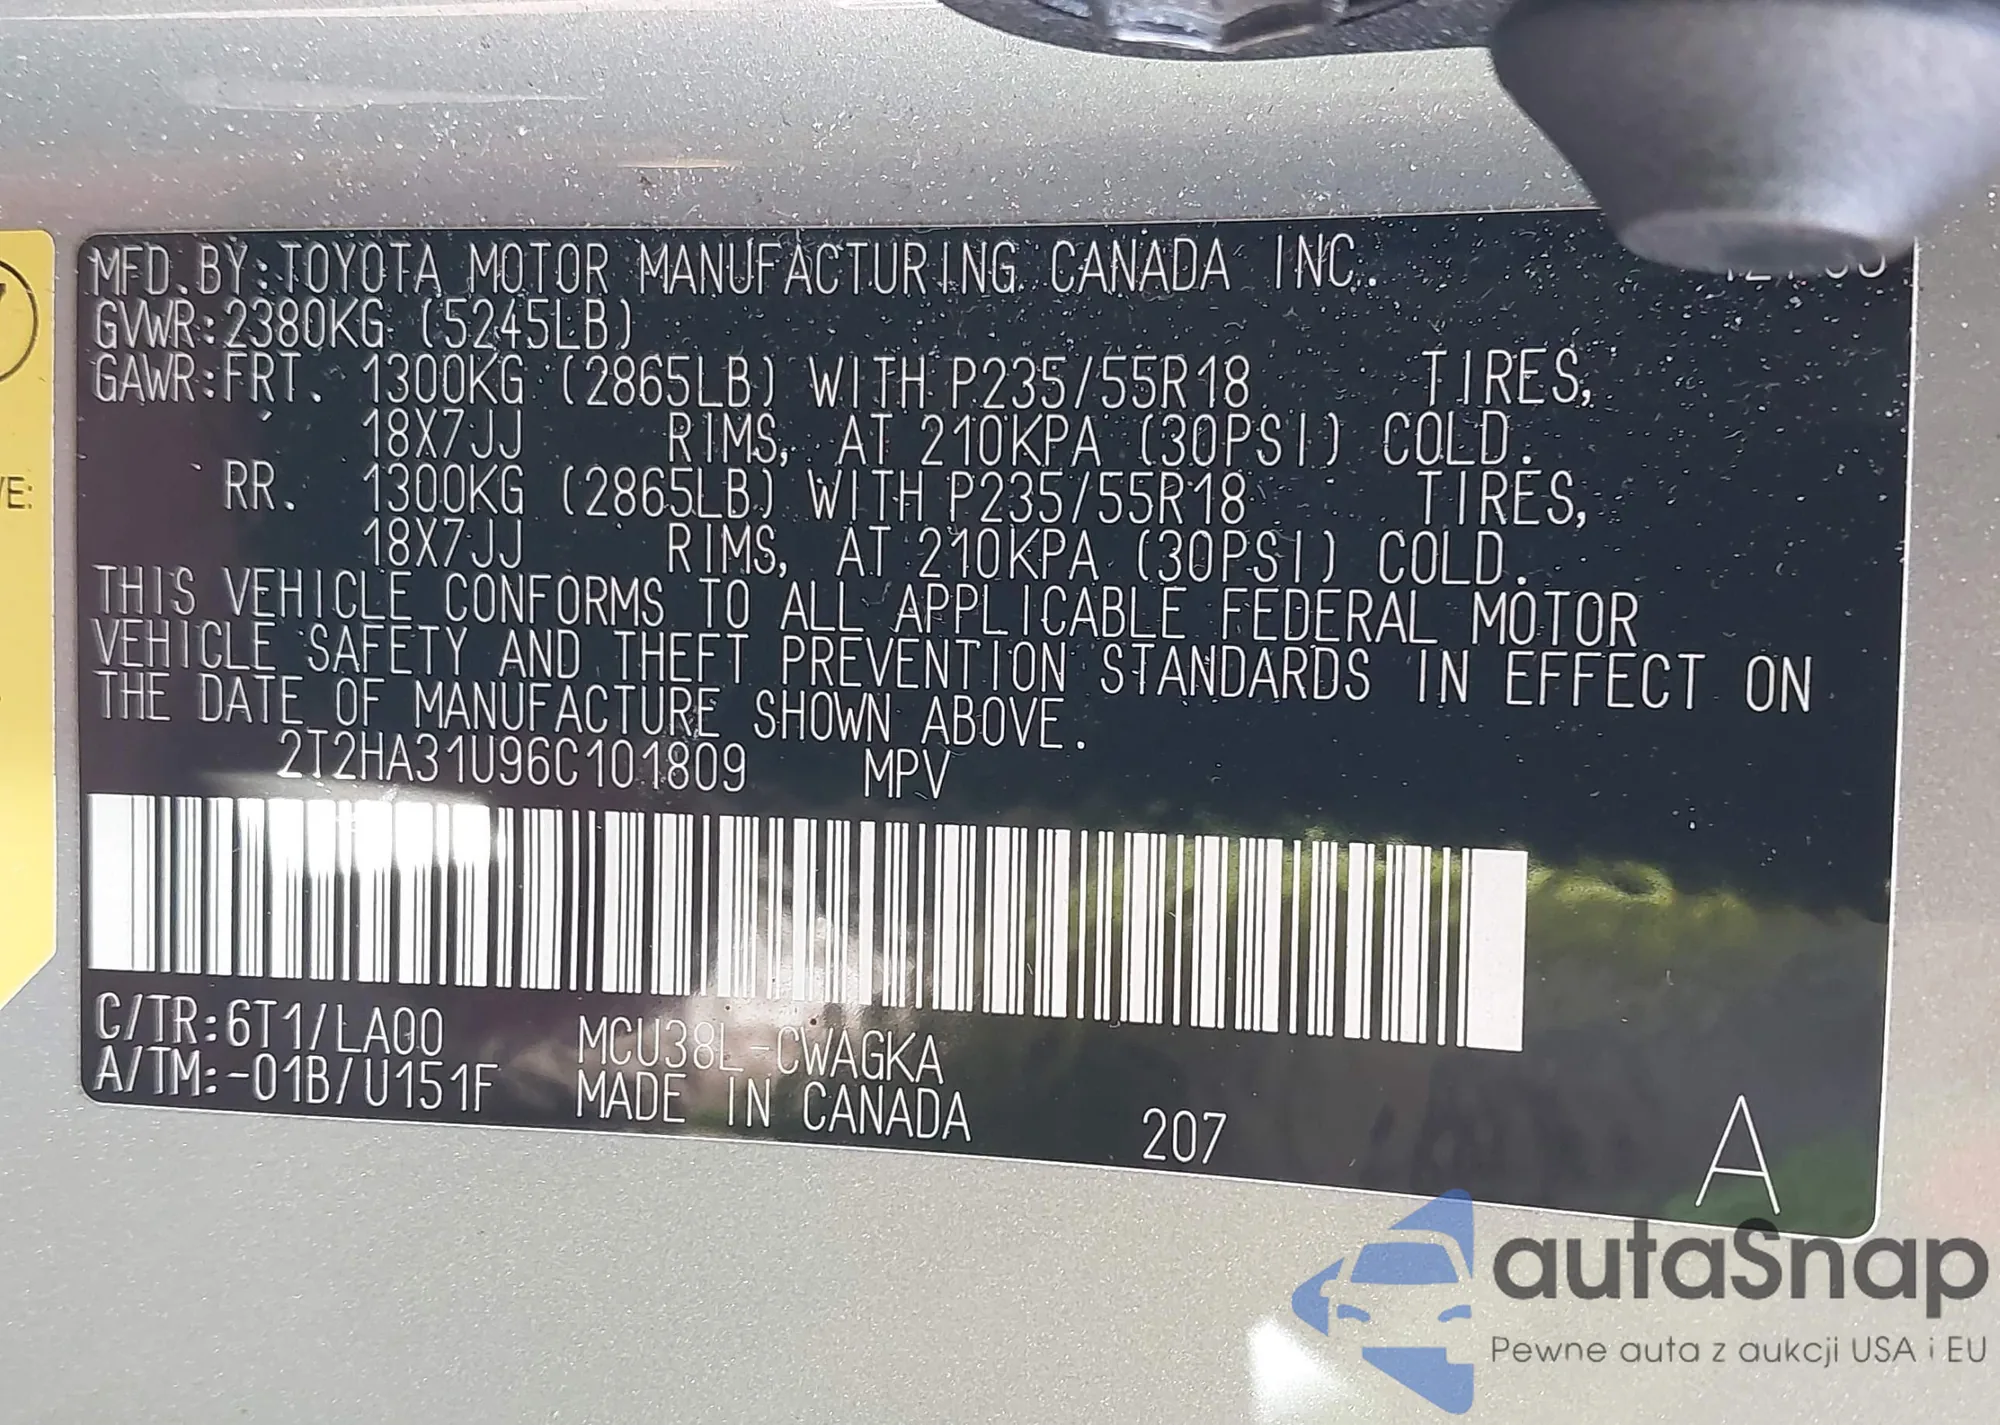 MFD.BY:TOYOTA MOTOR MANUFACTURING CANADA INC.
GVWR:2380KG (5245LB)
GAWR:FRT. 1300KG (2865LB) WITH P235/55R18 TIRES,
18X7JJ RIMS, AT 210KPA (30PSI) COLD.
RR. 1300KG (2865LB) WITH P235/55R18 TIRES,
18X7JJ RIMS, AT 210KPA (30PSI) COLD.
THIS VEHICLE CONFORMS TO ALL APPLICABLE FEDERAL MOTOR
VEHICLE SAFETY AND THEFT PREVENTION STANDARDS IN EFFECT ON
THE DATE OF MANUFACTURE SHOWN ABOVE.
2T2HA31U96C101809 MPV
C/TR:6T1/LA00 MCU38L-CWAGKA
A/TM:-01B/U151F MADE IN CANADA 207 A
autaSnap
Pewne auta z aukcji USA i EU